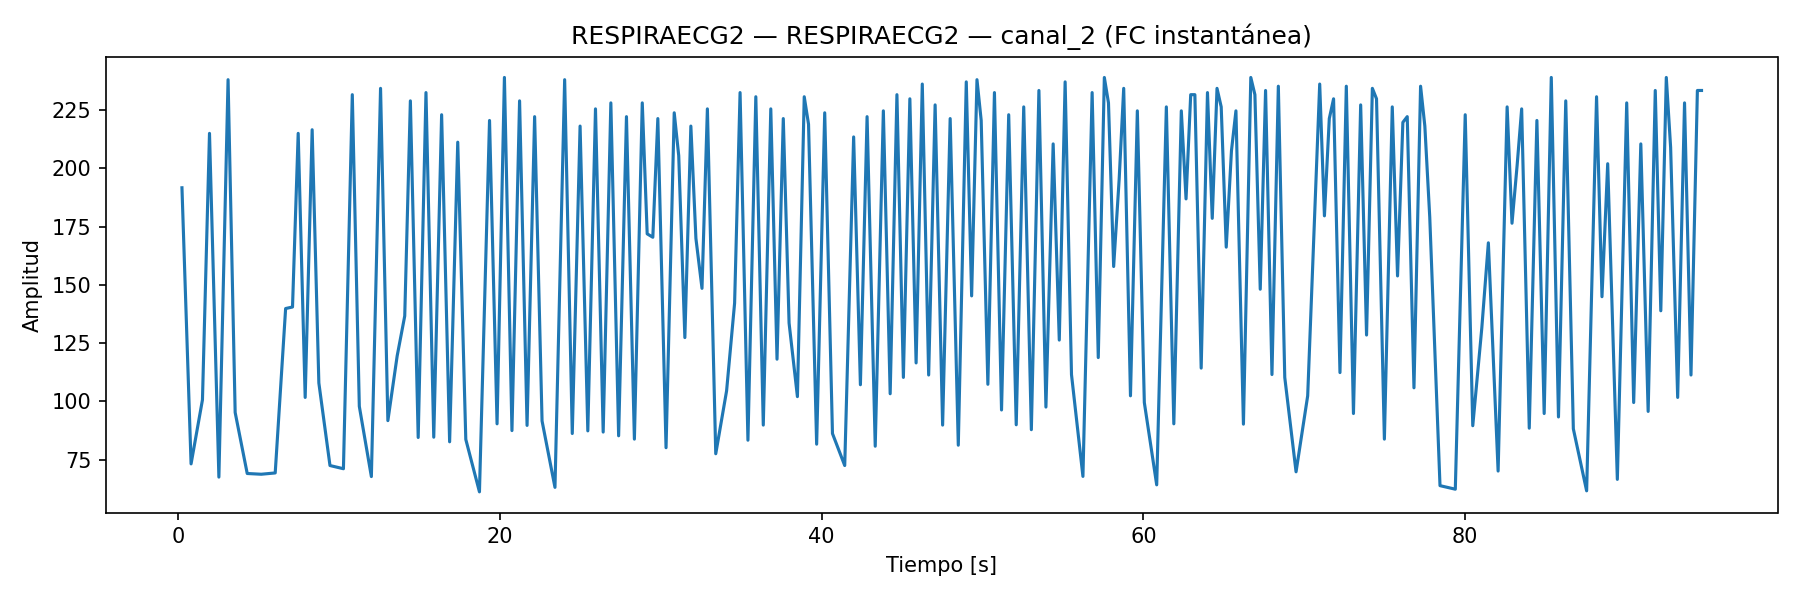 RESPIRAECG2 — RESPIRAECG2 — canal_2 (FC instantánea)
Amplitud
225
200
175
150
125
100
75
0 20 40 60 80
Tiempo [s]